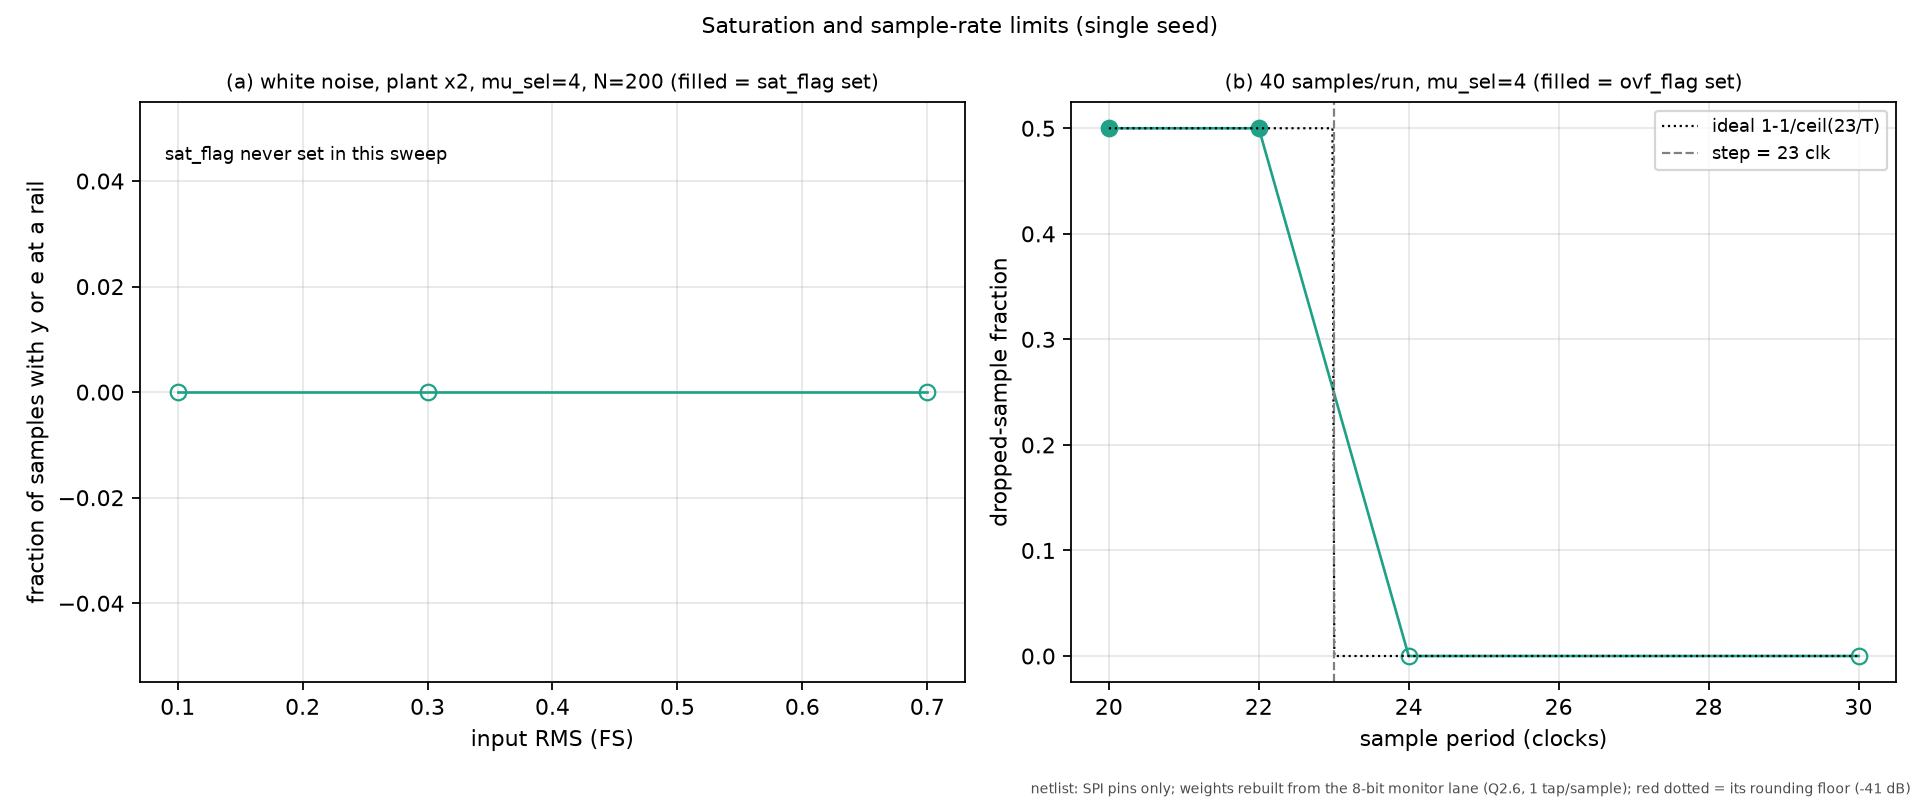 Saturation and sample-rate limits (single seed)
(a) white noise, plant x2, mu_sel=4, N=200 (filled = sat_flag set)
sat_flag never set in this sweep
fraction of samples with y or e at a rail
0.04
0.02
0.00
−0.02
−0.04
0.1 0.2 0.3 0.4 0.5 0.6 0.7
input RMS (FS)
(b) 40 samples/run, mu_sel=4 (filled = ovf_flag set)
ideal 1-1/ceil(23/T)
step = 23 clk
dropped-sample fraction
0.5
0.4
0.3
0.2
0.1
0.0
20 22 24 26 28 30
sample period (clocks)
netlist: SPI pins only; weights rebuilt from the 8-bit monitor lane (Q2.6, 1 tap/sample); red dotted = its rounding floor (-41 dB)